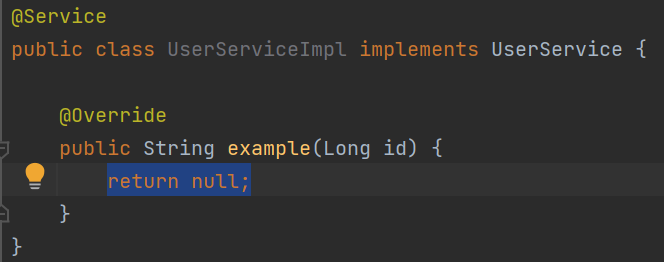 @Service
public class UserServiceImpl implements UserService {
@Override
public String example(Long id) {
return null;
}
}